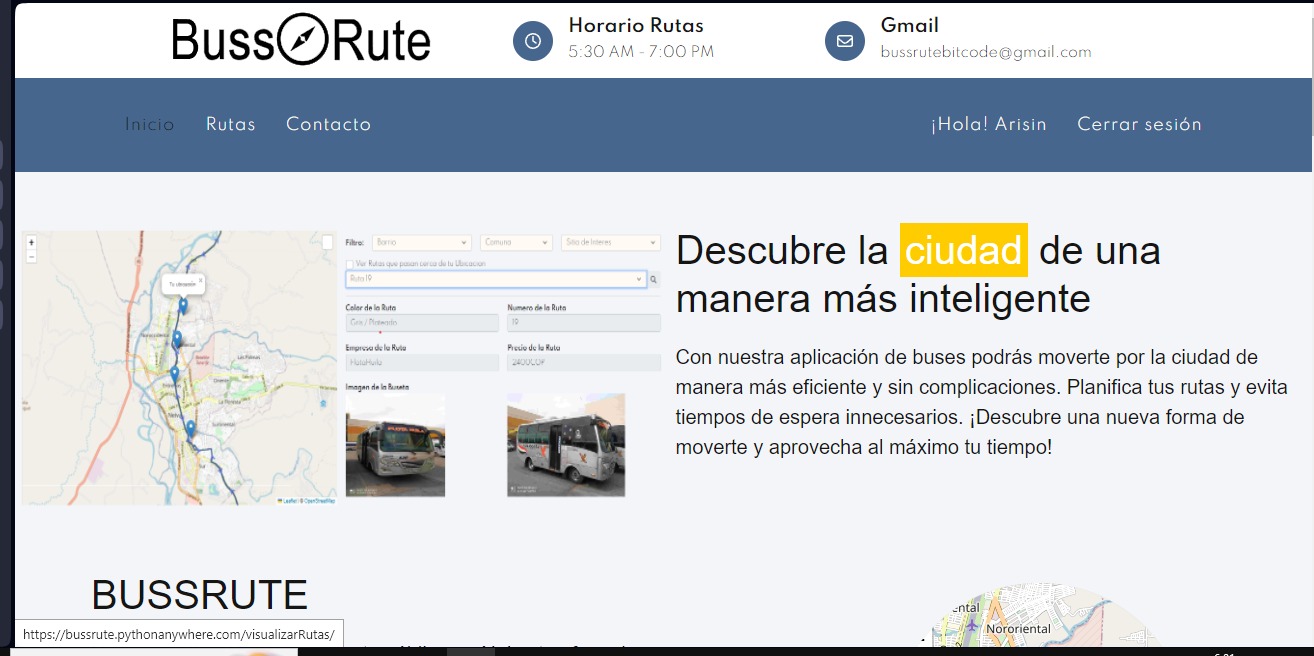 Buss Rute
Horario Rutas
5:30 AM - 7:00 PM
Gmail
bussrutebitcode@gmail.com
Inicio
Rutas
Contacto
¡Hola! Arisin
Cerrar sesión
+
−
Tu ubicación
Las Palmas
Leaflet | © OpenStreetMap
Filtro:
Barrio
Comuna
Sitio de Interes
Ver Rutas que pasan cerca de tu Ubicacion
Ruta 19
Color de la Ruta
Numero de la Ruta
Gris / Plateado
19
Empresa de la Ruta
Precio de la Ruta
FlotaHuila
2400COP
Imagen de la Buseta
Descubre la ciudad de una
manera más inteligente
Con nuestra aplicación de buses podrás moverte por la ciudad de
manera más eficiente y sin complicaciones. Planifica tus rutas y evita
tiempos de espera innecesarios. ¡Descubre una nueva forma de
moverte y aprovecha al máximo tu tiempo!
BUSSRUTE
ental
Nororiental
https://bussrute.pythonanywhere.com/visualizarRutas/